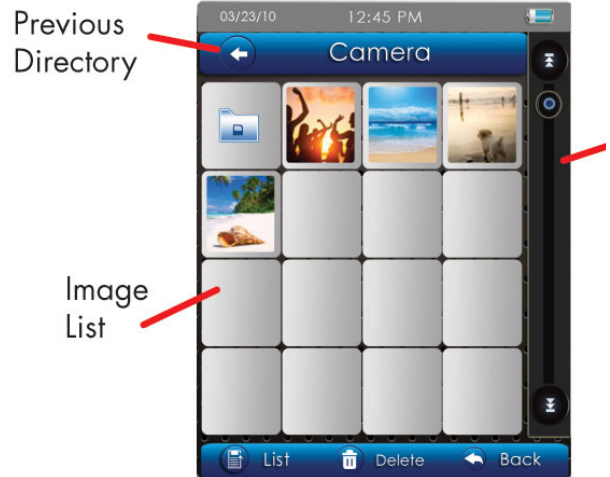 03/23/10 12:45 PM
Previous
Directory
Camera
Image
List
List Delete Back